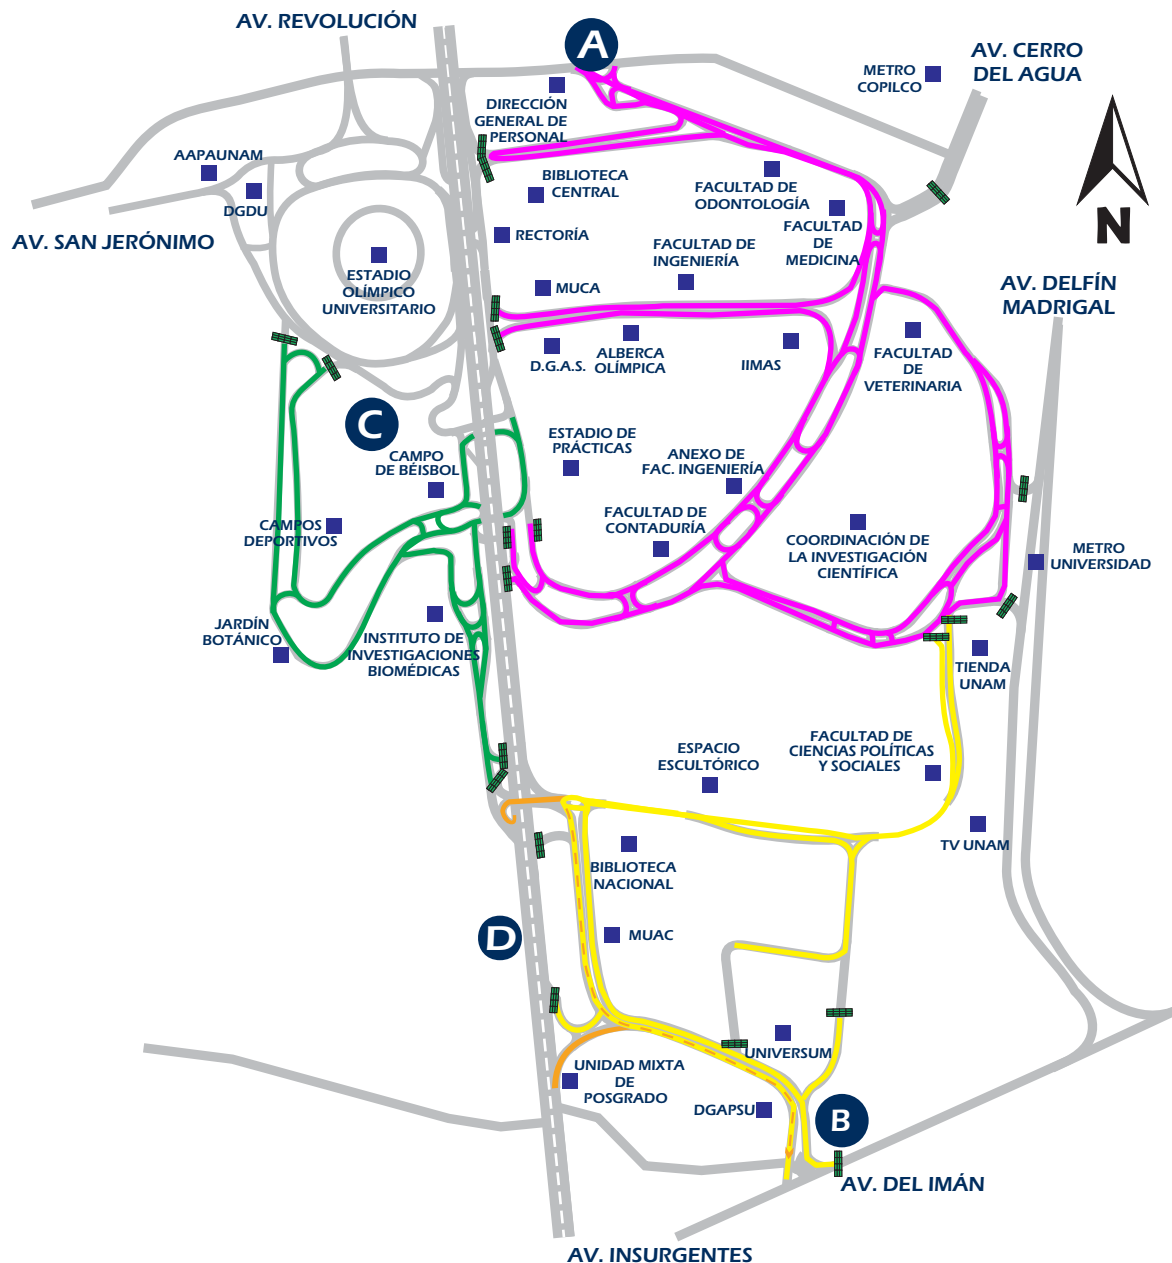 AV. REVOLUCIÓN
A
AV. CERRO
DEL AGUA
METRO
COPILCO
DIRECCIÓN
GENERAL DE
PERSONAL
AAPAUNAM
DGDU
AV. SAN JERÓNIMO
BIBLIOTECA
CENTRAL
FACULTAD DE
ODONTOLOGÍA
FACULTAD
DE
MEDICINA
N
RECTORÍA
FACULTAD DE
INGENIERÍA
ESTADIO
OLÍMPICO
UNIVERSITARIO
MUCA
AV. DELFÍN
MADRIGAL
D.G.A.S.
ALBERCA
OLÍMPICA
IIMAS
FACULTAD
DE
VETERINARIA
C
CAMPO
DE BÉISBOL
ESTADIO DE
PRÁCTICAS
ANEXO DE
FAC. INGENIERÍA
CAMPOS
DEPORTIVOS
FACULTAD DE
CONTADURÍA
COORDINACIÓN DE
LA INVESTIGACIÓN
CIENTÍFICA
METRO
UNIVERSIDAD
JARDÍN
BOTÁNICO
INSTITUTO DE
INVESTIGACIONES
BIOMÉDICAS
TIENDA
UNAM
ESPACIO
ESCULTÓRICO
FACULTAD DE
CIENCIAS POLÍTICAS
Y SOCIALES
TV UNAM
BIBLIOTECA
NACIONAL
D
MUAC
UNIVERSUM
UNIDAD MIXTA
DE
POSGRADO
DGAPSU
B
AV. DEL IMÁN
AV. INSURGENTES